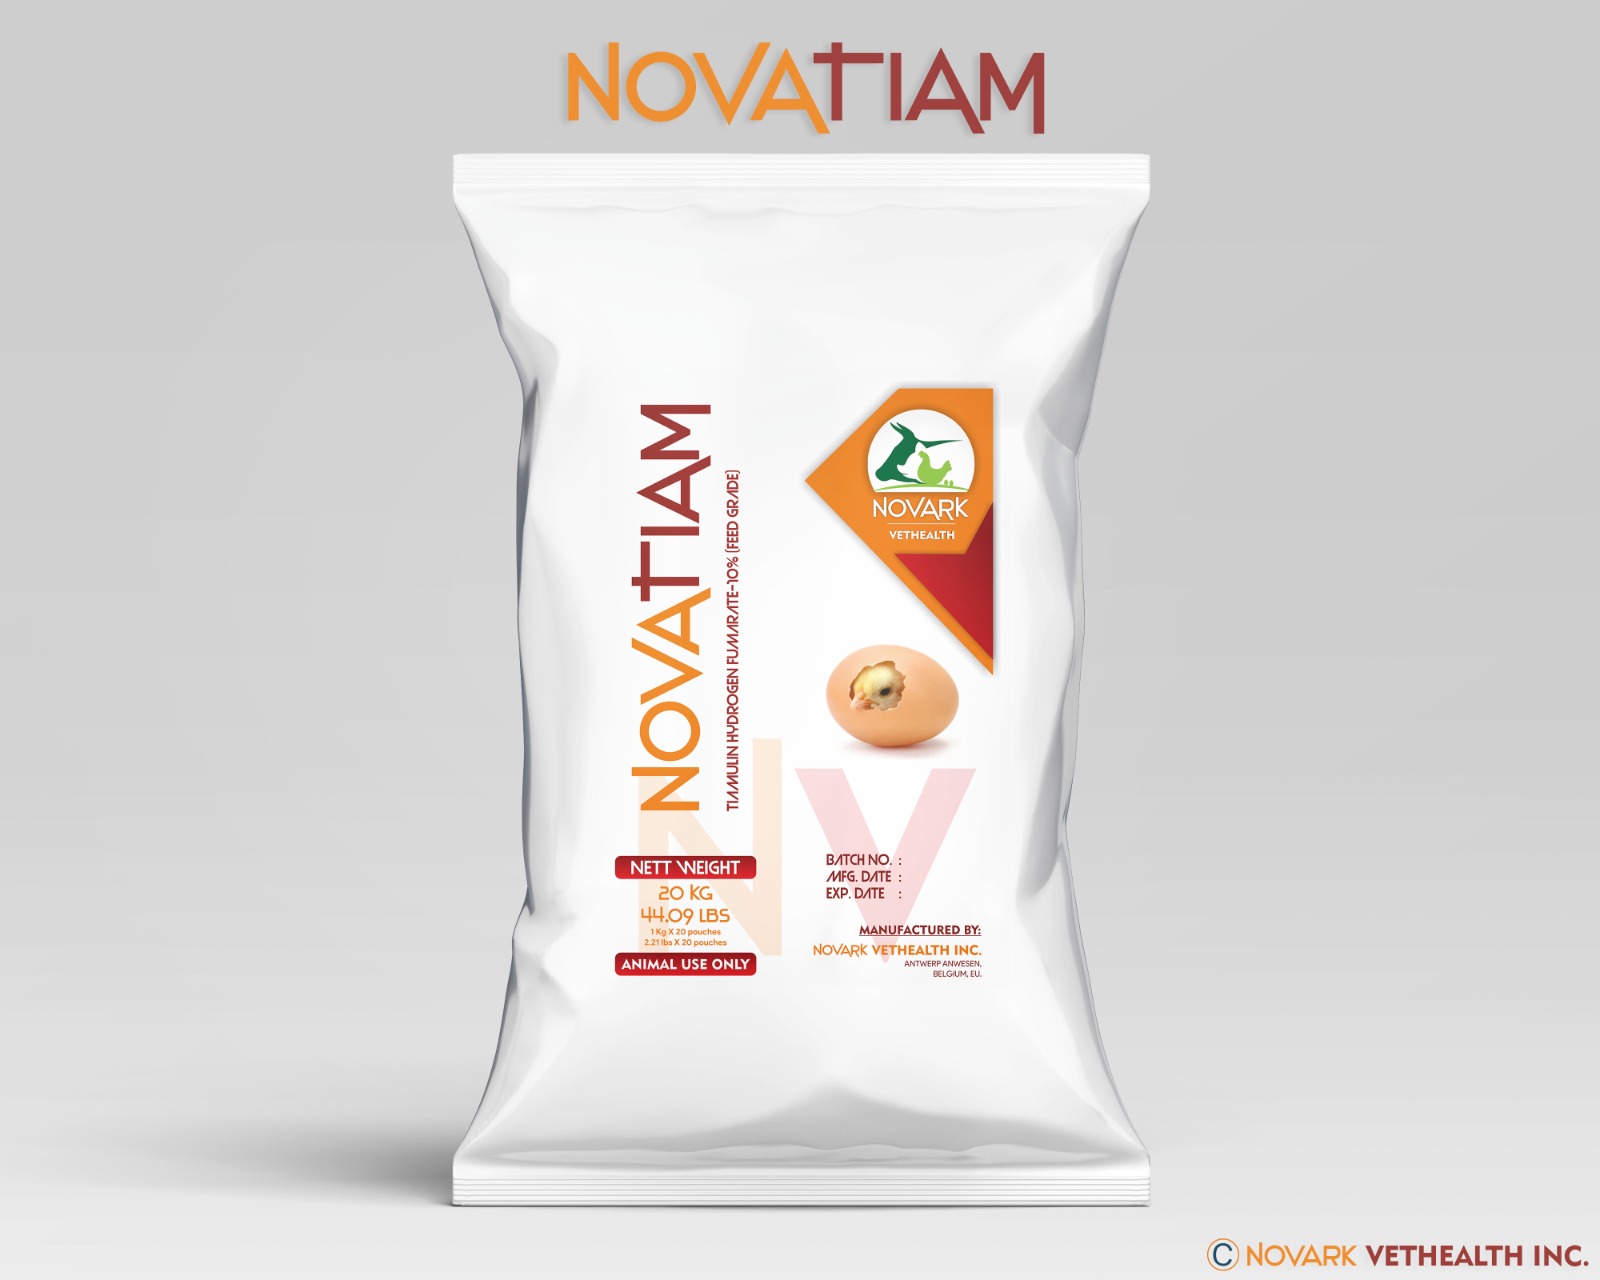 NOVATIAM
NOVATIAM
TIAMULIN HYDROGEN FUMARATE-10% (FEED GRADE)
NOVARK
VETHEALTH
NV
NETT WEIGHT
20 KG
44.09 LBS
1 Kg X 20 pouches
2.21 lbs X 20 pouches
ANIMAL USE ONLY
BATCH NO. :
MFG. DATE :
EXP. DATE :
MANUFACTURED BY:
NOVARK VETHEALTH INC.
ANTWERP ANWESEN,
BELGIUM, EU.
© NOVARK VETHEALTH INC.